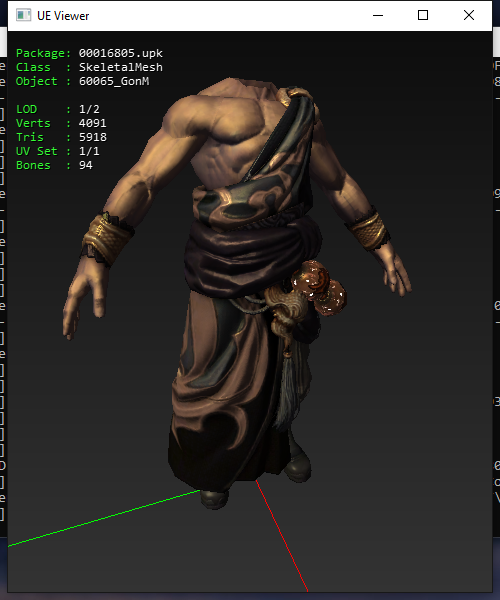 UE Viewer
Package: 00016805.upk
Class : SkeletalMesh
Object : 60065_GonM
LOD : 1/2
Verts : 4091
Tris : 5918
UV Set : 1/1
Bones : 94